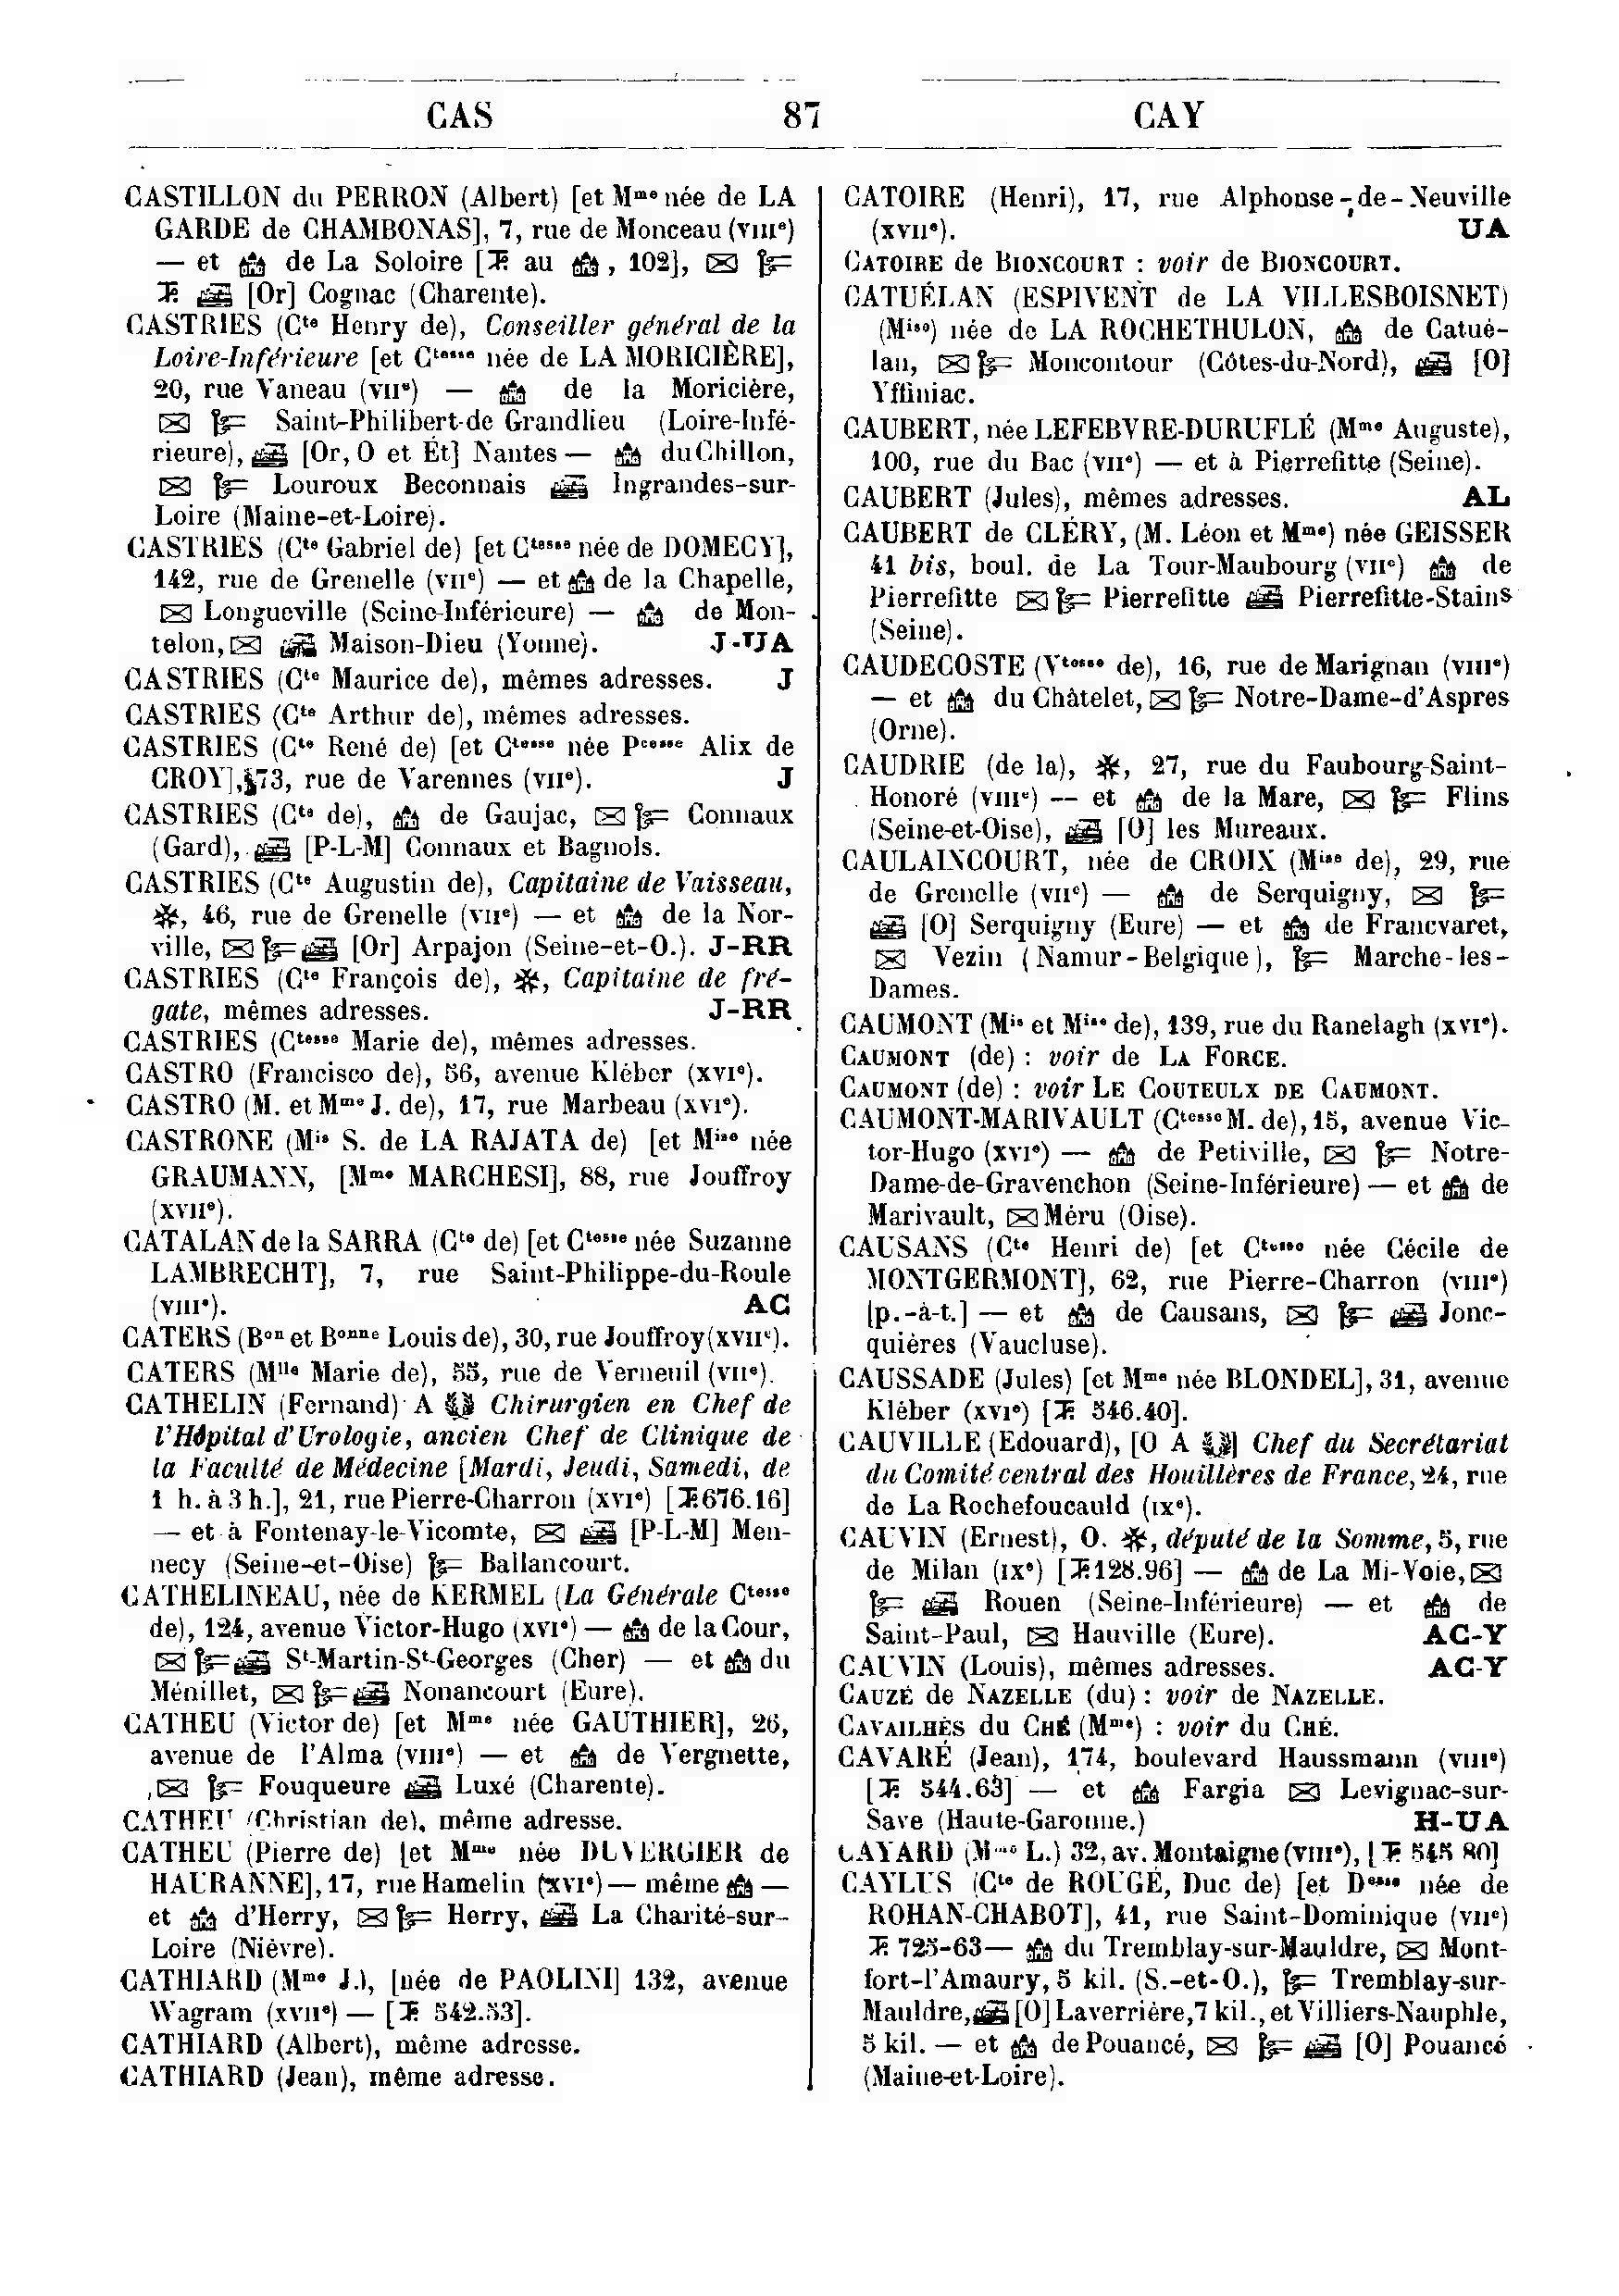 CAS 87 CAY
CASTILLON du PERRON (Albert) [et Mme née de LA
GARDE de CHAMBONAS], 7, rue de Monceau (VIIIe)
— et de La Soloire [T. au , 102],
T. [Or] Cognac (Charente).
CASTRIES (Cte Henry de), Conseiller général de la
Loire-Inférieure [et Ctesse née de LA MORICIÈRE],
20, rue Vaneau (VIIe) — de la Moricière,
Saint-Philibert-de Grandlieu (Loire-Infé-
rieure), [Or, O et Ét] Nantes — du Chillon,
Louroux Beconnais Ingrandes-sur-
Loire (Maine-et-Loire).
CASTRIES (Cte Gabriel de) [et Ctesse née de DOMECY],
142, rue de Grenelle (VIIe) — et de la Chapelle,
Longueville (Seine-Inférieure) — de Mon-
telon, Maison-Dieu (Yonne). J-UA
CASTRIES (Cte Maurice de), mêmes adresses. J
CASTRIES (Cte Arthur de), mêmes adresses.
CASTRIES (Cte René de) [et Ctesse née Pcesse Alix de
CROY], 73, rue de Varennes (VIIe). J
CASTRIES (Cte de), de Gaujac, Connaux
(Gard), [P-L-M] Connaux et Bagnols.
CASTRIES (Cte Augustin de), Capitaine de Vaisseau,
✻, 46, rue de Grenelle (VIIe) — et de la Nor-
ville, [Or] Arpajon (Seine-et-O.). J-RR
CASTRIES (Cte François de), ✻, Capitaine de fré-
gate, mêmes adresses. J-RR
CASTRIES (Ctesse Marie de), mêmes adresses.
CASTRO (Francisco de), 56, avenue Kléber (XVIe).
CASTRO (M. et Mme J. de), 17, rue Marbeau (XVIe).
CASTRONE (Mis S. de LA RAJATA de) [et Mise née
GRAUMANN, [Mme MARCHESI], 88, rue Jouffroy
(XVIIe).
CATALAN de la SARRA (Cte de) [et Ctesse née Suzanne
LAMBRECHT], 7, rue Saint-Philippe-du-Roule
(VIIIe). AC
CATERS (Bon et Bonne Louis de), 30, rue Jouffroy (XVIIe).
CATERS (Mlle Marie de), 55, rue de Verneuil (VIIe).
CATHELIN (Fernand) A Chirurgien en Chef de
l'Hôpital d'Urologie, ancien Chef de Clinique de
la Faculté de Médecine [Mardi, Jeudi, Samedi, de
1 h. à 3 h.], 21, rue Pierre-Charron (XVIe) [T. 676.16]
— et à Fontenay-le-Vicomte, [P-L-M] Men-
necy (Seine-et-Oise) Ballancourt.
CATHELINEAU, née de KERMEL (La Générale Ctesse
de), 124, avenue Victor-Hugo (XVIe) — de la Cour,
St-Martin-St-Georges (Cher) — et du
Ménillet, Nonancourt (Eure).
CATHEU (Victor de) [et Mme née GAUTHIER], 26,
avenue de l'Alma (VIIIe) — et de Vergnette,
, Fouqueure Luxé (Charente).
CATHEU (Christian de), même adresse.
CATHEU (Pierre de) [et Mme née DUVERGIER de
HAURANNE], 17, rue Hamelin (XVIe) — même —
et d'Herry, Herry, La Charité-sur-
Loire (Nièvre).
CATHIARD (Mme J.), [née de PAOLINI] 132, avenue
Wagram (XVIIe) — [T. 542.53].
CATHIARD (Albert), même adresse.
CATHIARD (Jean), même adresse.
CATOIRE (Henri), 17, rue Alphonse-de-Neuville
(XVIIe). UA
CATOIRE de BIONCOURT : voir de BIONCOURT.
CATUÉLAN (ESPIVENT de LA VILLESBOISNET)
(Mise) née de LA ROCHETHULON, de Catué-
lan, Moncontour (Côtes-du-Nord), [O]
Yffiniac.
CAUBERT, née LEFEBVRE-DURUFLÉ (Mme Auguste),
100, rue du Bac (VIIe) — et à Pierrefitte (Seine).
CAUBERT (Jules), mêmes adresses. AL
CAUBERT de CLÉRY, (M. Léon et Mme) née GEISSER
41 bis, boul. de La Tour-Maubourg (VIIe) de
Pierrefitte Pierrefitte Pierrefitte-Stains
(Seine).
CAUDECOSTE (Vtesse de), 16, rue de Marignan (VIIIe)
— et du Châtelet, Notre-Dame-d'Aspres
(Orne).
CAUDRIE (de la), ✻, 27, rue du Faubourg-Saint-
Honoré (VIIIe) — et de la Mare, Flins
(Seine-et-Oise), [O] les Mureaux.
CAULAINCOURT, née de CROIX (Mise de), 29, rue
de Grenelle (VIIe) — de Serquigny,
[O] Serquigny (Eure) — et de Francvaret,
Vezin (Namur-Belgique), Marche-les-
Dames.
CAUMONT (Mis et Mise de), 139, rue du Ranelagh (XVIe).
CAUMONT (de) : voir de LA FORCE.
CAUMONT (de) : voir LE COUTEULX DE CAUMONT.
CAUMONT-MARIVAULT (Ctesse M. de), 15, avenue Vic-
tor-Hugo (XVIe) — de Petiville, Notre-
Dame-de-Gravenchon (Seine-Inférieure) — et de
Marivault, Méru (Oise).
CAUSANS (Cte Henri de) [et Ctesse née Cécile de
MONTGERMONT], 62, rue Pierre-Charron (VIIIe)
[p.-à-t.] — et de Causans, Jonc-
quières (Vaucluse).
CAUSSADE (Jules) [et Mme née BLONDEL], 31, avenue
Kléber (XVIe) [T. 546.40].
CAUVILLE (Edouard), [O A ] Chef du Secrétariat
du Comité central des Houillères de France, 24, rue
de La Rochefoucauld (IXe).
CAUVIN (Ernest), O. ✻, député de la Somme, 5, rue
de Milan (IXe) [T. 128.96] — de La Mi-Voie,
Rouen (Seine-Inférieure) — et de
Saint-Paul, Hauville (Eure). AC-Y
CAUVIN (Louis), mêmes adresses. AC-Y
CAUZÉ de NAZELLE (du) : voir de NAZELLE.
CAVAILHÈS du CHÉ (Mme) : voir du CHÉ.
CAVARÉ (Jean), 174, boulevard Haussmann (VIIIe)
[T. 544.63] — et Fargia Levignac-sur-
Save (Haute-Garonne.) H-UA
CAYARD (Mme L.) 32, av. Montaigne (VIIIe), [T. 545 80]
CAYLUS (Cte de ROUGÉ, Duc de) [et Desse née de
ROHAN-CHABOT], 41, rue Saint-Dominique (VIIe)
T. 725-63 — du Tremblay-sur-Mauldre, Mont-
fort-l'Amaury, 5 kil. (S.-et-O.), Tremblay-sur-
Mauldre, [O] Laverrière, 7 kil., et Villiers-Nauphle,
5 kil. — et de Pouancé, [O] Pouancé
(Maine-et-Loire).